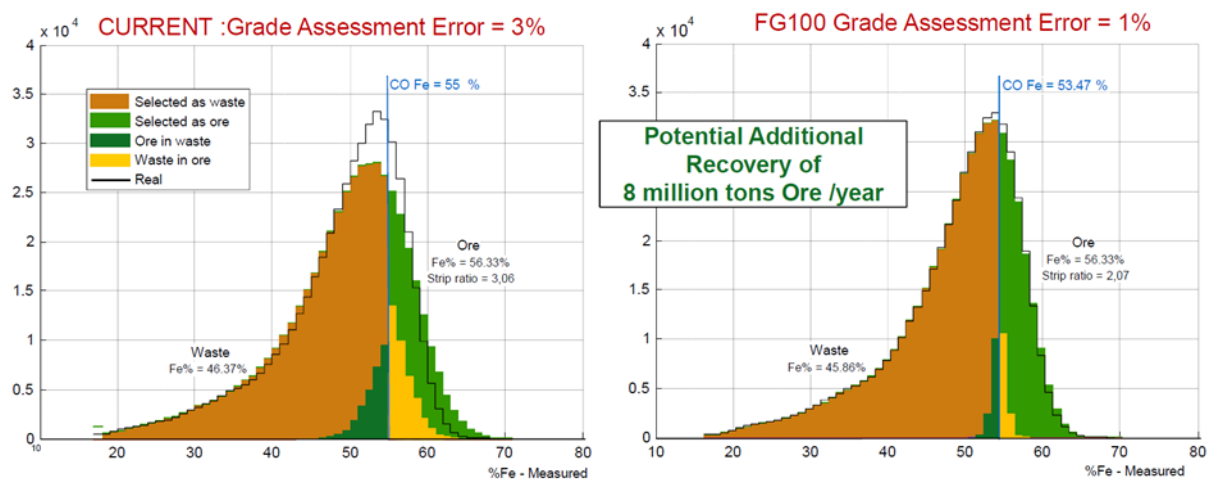 CURRENT :Grade Assessment Error = 3%
x 10⁴
4
3.5
3
2.5
2
1.5
1
0.5
0
10
20
30
40
50
60
70
80
%Fe - Measured
CO Fe = 55 %
Selected as waste
Selected as ore
Ore in waste
Waste in ore
Real
Ore
Fe% = 56.33%
Strip ratio = 3,06
Waste
Fe% = 46.37%
FG100 Grade Assessment Error = 1%
x 10⁴
4
3.5
3
2.5
2
1.5
1
0.5
0
10
20
30
40
50
60
70
80
%Fe - Measured
CO Fe = 53.47 %
Potential Additional
Recovery of
8 million tons Ore /year
Ore
Fe% = 56.33%
Strip ratio = 2,07
Waste
Fe% = 45.86%